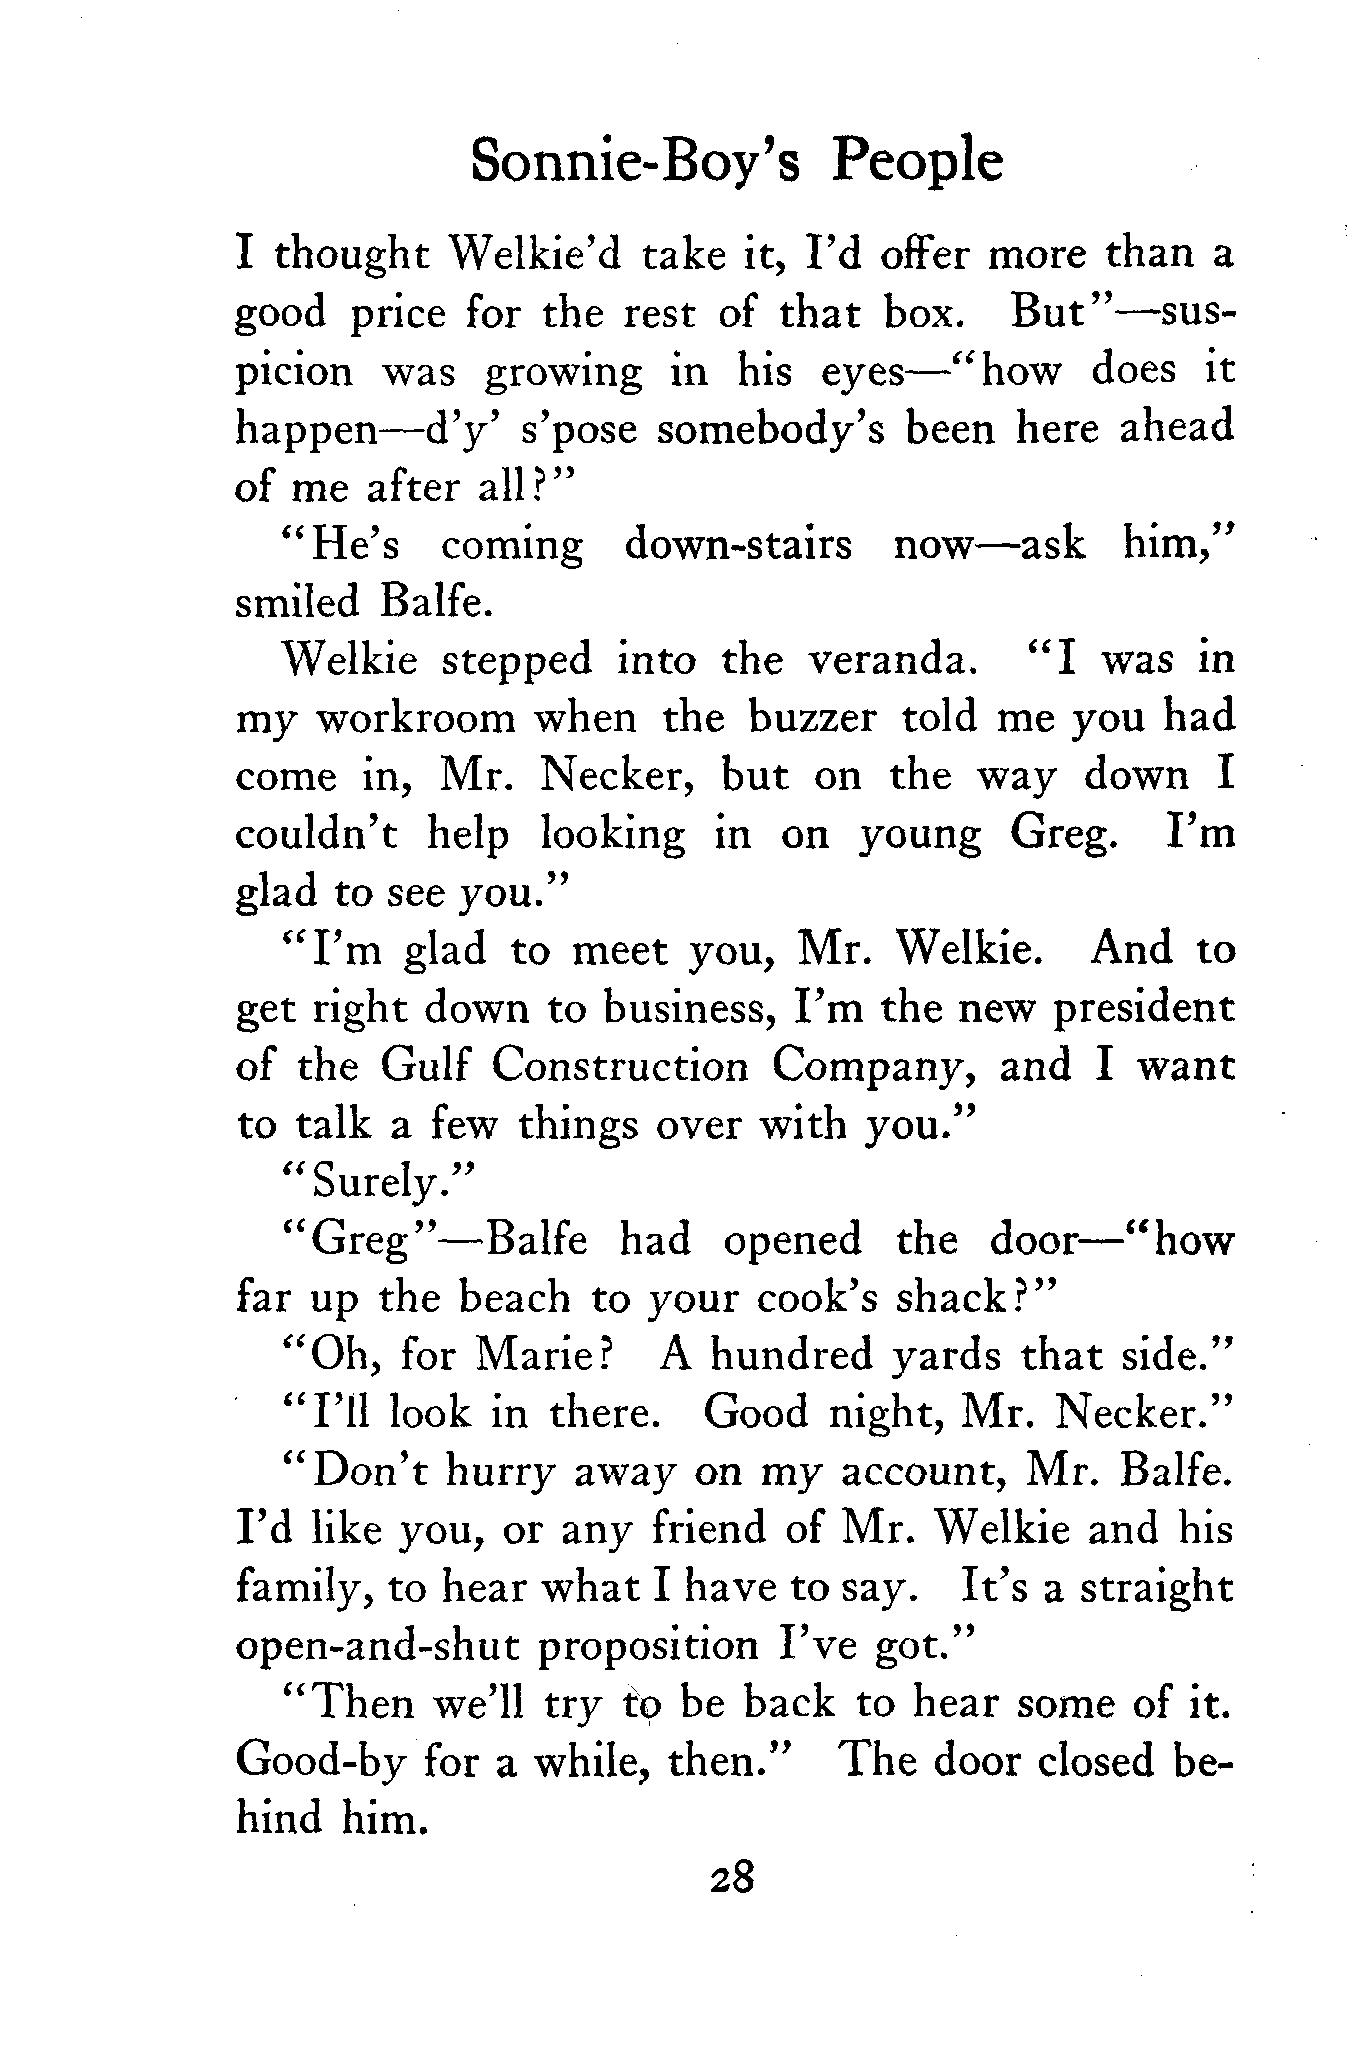 Sonnie-Boy's People
I thought Welkie'd take it, I'd offer more than a
good price for the rest of that box. But"—sus-
picion was growing in his eyes—"how does it
happen—d'y' s'pose somebody's been here ahead
of me after all?"
"He's coming down-stairs now—ask him,"
smiled Balfe.
Welkie stepped into the veranda. "I was in
my workroom when the buzzer told me you had
come in, Mr. Necker, but on the way down I
couldn't help looking in on young Greg. I'm
glad to see you."
"I'm glad to meet you, Mr. Welkie. And to
get right down to business, I'm the new president
of the Gulf Construction Company, and I want
to talk a few things over with you."
"Surely."
"Greg"—Balfe had opened the door—"how
far up the beach to your cook's shack?"
"Oh, for Marie? A hundred yards that side."
"I'll look in there. Good night, Mr. Necker."
"Don't hurry away on my account, Mr. Balfe.
I'd like you, or any friend of Mr. Welkie and his
family, to hear what I have to say. It's a straight
open-and-shut proposition I've got."
"Then we'll try to be back to hear some of it.
Good-by for a while, then." The door closed be-
hind him.
28